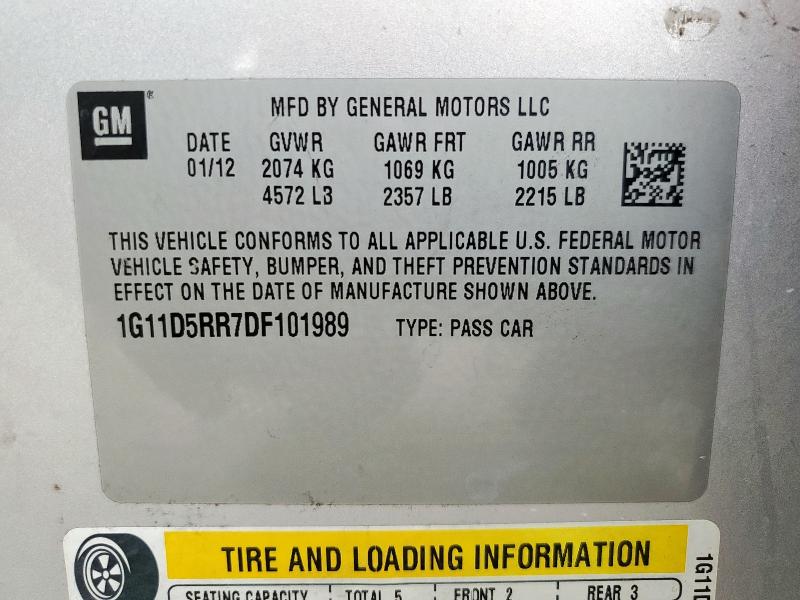 GM
MFD BY GENERAL MOTORS LLC
DATE GVWR GAWR FRT GAWR RR
01/12 2074 KG 1069 KG 1005 KG
4572 LB 2357 LB 2215 LB
THIS VEHICLE CONFORMS TO ALL APPLICABLE U.S. FEDERAL MOTOR
VEHICLE SAFETY, BUMPER, AND THEFT PREVENTION STANDARDS IN
EFFECT ON THE DATE OF MANUFACTURE SHOWN ABOVE.
1G11D5RR7DF101989 TYPE: PASS CAR
TIRE AND LOADING INFORMATION
SEATING CAPACITY TOTAL 5 FRONT 2 REAR 3